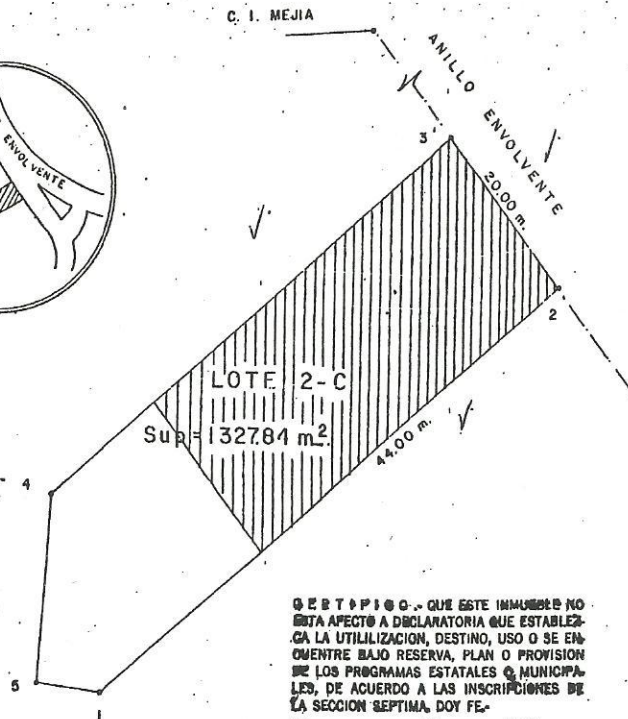 C. I. MEJIA
ANILLO ENVOLVENTE
ENVOLVENTE
3'
20.00 m.
2
LOTE 2-C
Sup = 1327.84 m².
44.00 m.
4
5
1
CERTIFICO.- QUE ESTE INMUEBLE NO
ESTA AFECTO A DECLARATORIA QUE ESTABLEZ-
CA LA UTILILIZACION, DESTINO, USO O SE EN-
CUENTRE BAJO RESERVA, PLAN O PROVISION
DE LOS PROGRAMAS ESTATALES O MUNICIPA-
LES, DE ACUERDO A LAS INSCRIPCIONES DE
LA SECCION SEPTIMA, DOY FE.-